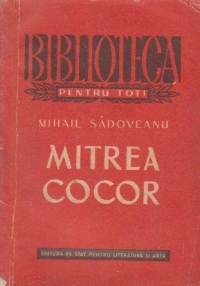 BIBLIOTECA
PENTRU TOȚI
MIHAIL SADOVEANU
MITREA
COCOR
EDITURA DE STAT PENTRU LITERATURĂ ȘI ARTĂ